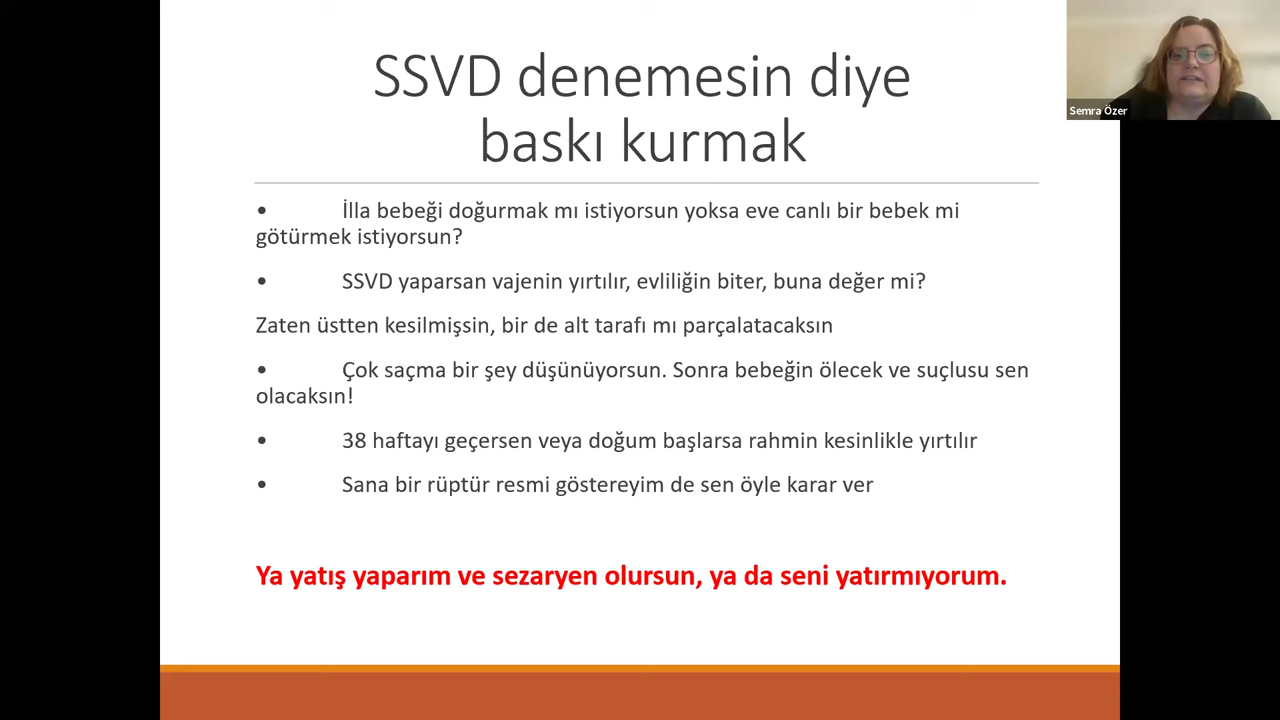 SSVD denemesin diye
baskı kurmak
• İlla bebeği doğurmak mı istiyorsun yoksa eve canlı bir bebek mi
götürmek istiyorsun?
• SSVD yaparsan vajenin yırtılır, evliliğin biter, buna değer mi?
Zaten üstten kesilmişsin, bir de alt tarafı mı parçalatacaksın
• Çok saçma bir şey düşünüyorsun. Sonra bebeğin ölecek ve suçlusu sen
olacaksın!
• 38 haftayı geçersen veya doğum başlarsa rahmin kesinlikle yırtılır
• Sana bir rüptür resmi göstereyim de sen öyle karar ver
Ya yatış yaparım ve sezaryen olursun, ya da seni yatırmıyorum.
Semra Özer